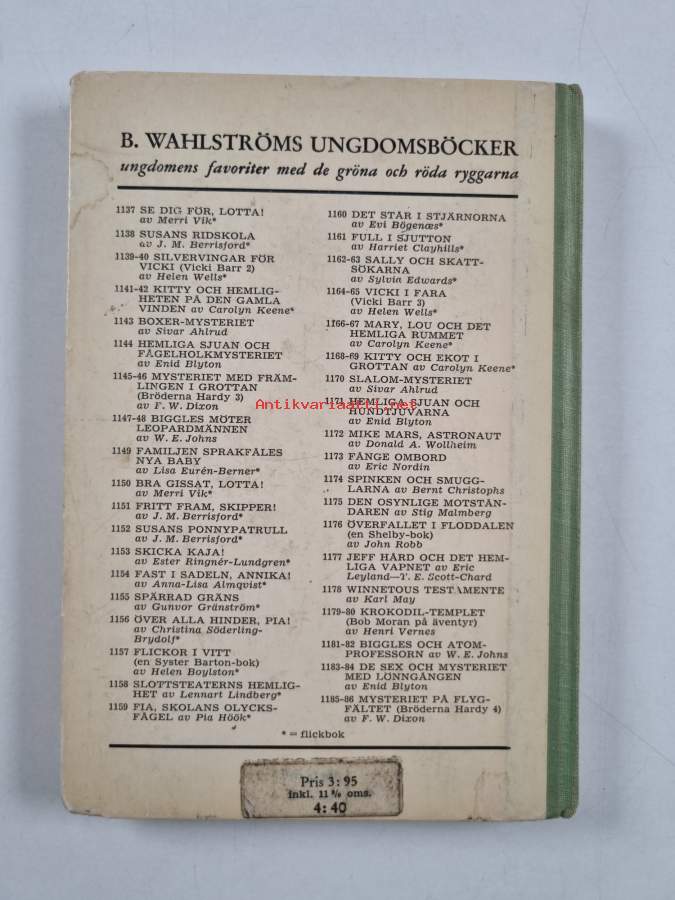 B. WAHLSTRÖMS UNGDOMSBÖCKER
ungdomens favoriter med de gröna och röda ryggarna
1137 SE DIG FÖR, LOTTA!
av Merri Vik*
1138 SUSANS RIDSKOLA
av J. M. Berrisford*
1139-40 SILVERVINGAR FÖR
VICKI (Vicki Barr 2)
av Helen Wells*
1141-42 KITTY OCH HEMLIG-
HETEN PÅ DEN GAMLA
VINDEN av Carolyn Keene*
1143 BOXER-MYSTERIET
av Sivar Ahlrud
1144 HEMLIGA SJUAN OCH
FÅGELHOLKMYSTERIET
av Enid Blyton
1145-46 MYSTERIET MED FRÄM-
LINGEN I GROTTAN
(Bröderna Hardy 3)
av F. W. Dixon
1147-48 BIGGLES MÖTER
LEOPARDMÄNNEN
av W. E. Johns
1149 FAMILJEN SPRAKFÅLES
NYA BABY
av Lisa Eurén-Berner*
1150 BRA GISSAT, LOTTA!
av Merri Vik*
1151 FRITT FRAM, SKIPPER!
av J. M. Berrisford*
1152 SUSANS PONNYPATRULL
av J. M. Berrisford*
1153 SKICKA KAJA!
av Ester Ringnér-Lundgren*
1154 FAST I SADELN, ANNIKA!
av Anna-Lisa Almqvist*
1155 SPÄRRAD GRÄNS
av Gunvor Gränström*
1156 ÖVER ALLA HINDER, PIA!
av Christina Söderling-
Brydolf*
1157 FLICKOR I VITT
(en Syster Barton-bok)
av Helen Boylston*
1158 SLOTTSTEATERNS HEMLIG-
HET av Lennart Lindberg*
1159 FIA, SKOLANS OLYCKS-
FÅGEL av Pia Höök*
1160 DET STÅR I STJÄRNORNA
av Evi Bögenæs*
1161 FULL I SJUTTON
av Harriet Clayhills*
1162-63 SALLY OCH SKATT-
SÖKARNA
av Sylvia Edwards*
1164-65 VICKI I FARA
(Vicki Barr 3)
av Helen Wells*
1166-67 MARY, LOU OCH DET
HEMLIGA RUMMET
av Carolyn Keene*
1168-69 KITTY OCH EKOT I
GROTTAN av Carolyn Keene*
1170 SLALOM-MYSTERIET
av Sivar Ahlrud
1171 HEMLIGA SJUAN OCH
HUNDTJUVARNA
av Enid Blyton
1172 MIKE MARS, ASTRONAUT
av Donald A. Wollheim
1173 FÅNGE OMBORD
av Eric Nordin
1174 SPINKEN OCH SMUGG-
LARNA av Bernt Christophs
1175 DEN OSYNLIGE MOTSTÅN-
DAREN av Stig Malmberg
1176 ÖVERFALLET I FLODDALEN
(en Shelby-bok)
av John Robb
1177 JEFF HÅRD OCH DET HEM-
LIGA VAPNET av Eric
Leyland—T. E. Scott-Chard
1178 WINNETOUS TESTAMENTE
av Karl May
1179-80 KROKODIL-TEMPLET
(Bob Moran på äventyr)
av Henri Vernes
1181-82 BIGGLES OCH ATOM-
PROFESSORN av W. E. Johns
1183-84 DE SEX OCH MYSTERIET
MED LÖNNGÅNGEN
av Enid Blyton
1185-86 MYSTERIET PÅ FLYG-
FÄLTET (Bröderna Hardy 4)
av F. W. Dixon
* = flickbok
Antikvariaatti.net
Pris 3:95
inkl. 11 % oms.
4:40